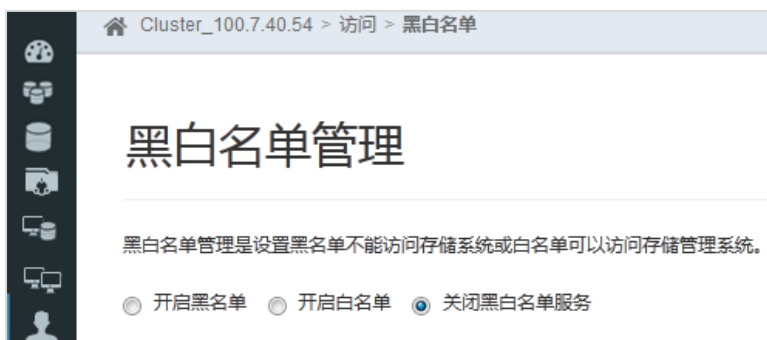 Cluster_100.7.40.54 > 访问 > 黑白名单
黑白名单管理
黑白名单管理是设置黑名单不能访问存储系统或白名单可以访问存储管理系统。
开启黑名单 开启白名单 关闭黑白名单服务